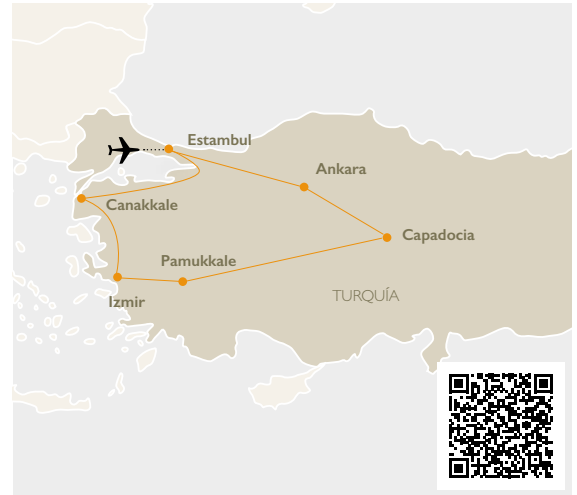 Estambul
Ankara
Canakkale
Capadocia
Pamukkale
Izmir
TURQUÍA